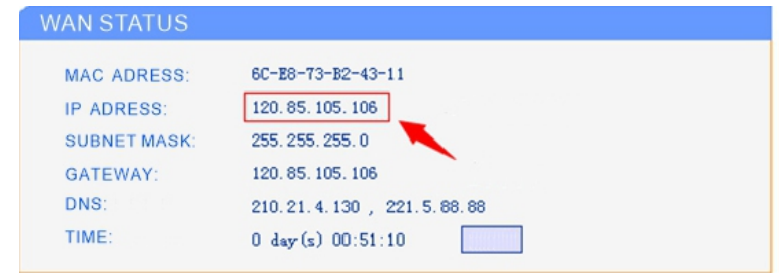 WAN STATUS
MAC ADRESS: 6C-E8-73-B2-43-11
IP ADRESS: 120.85.105.106
SUBNET MASK: 255.255.255.0
GATEWAY: 120.85.105.106
DNS: 210.21.4.130 , 221.5.88.88
TIME: 0 day(s) 00:51:10